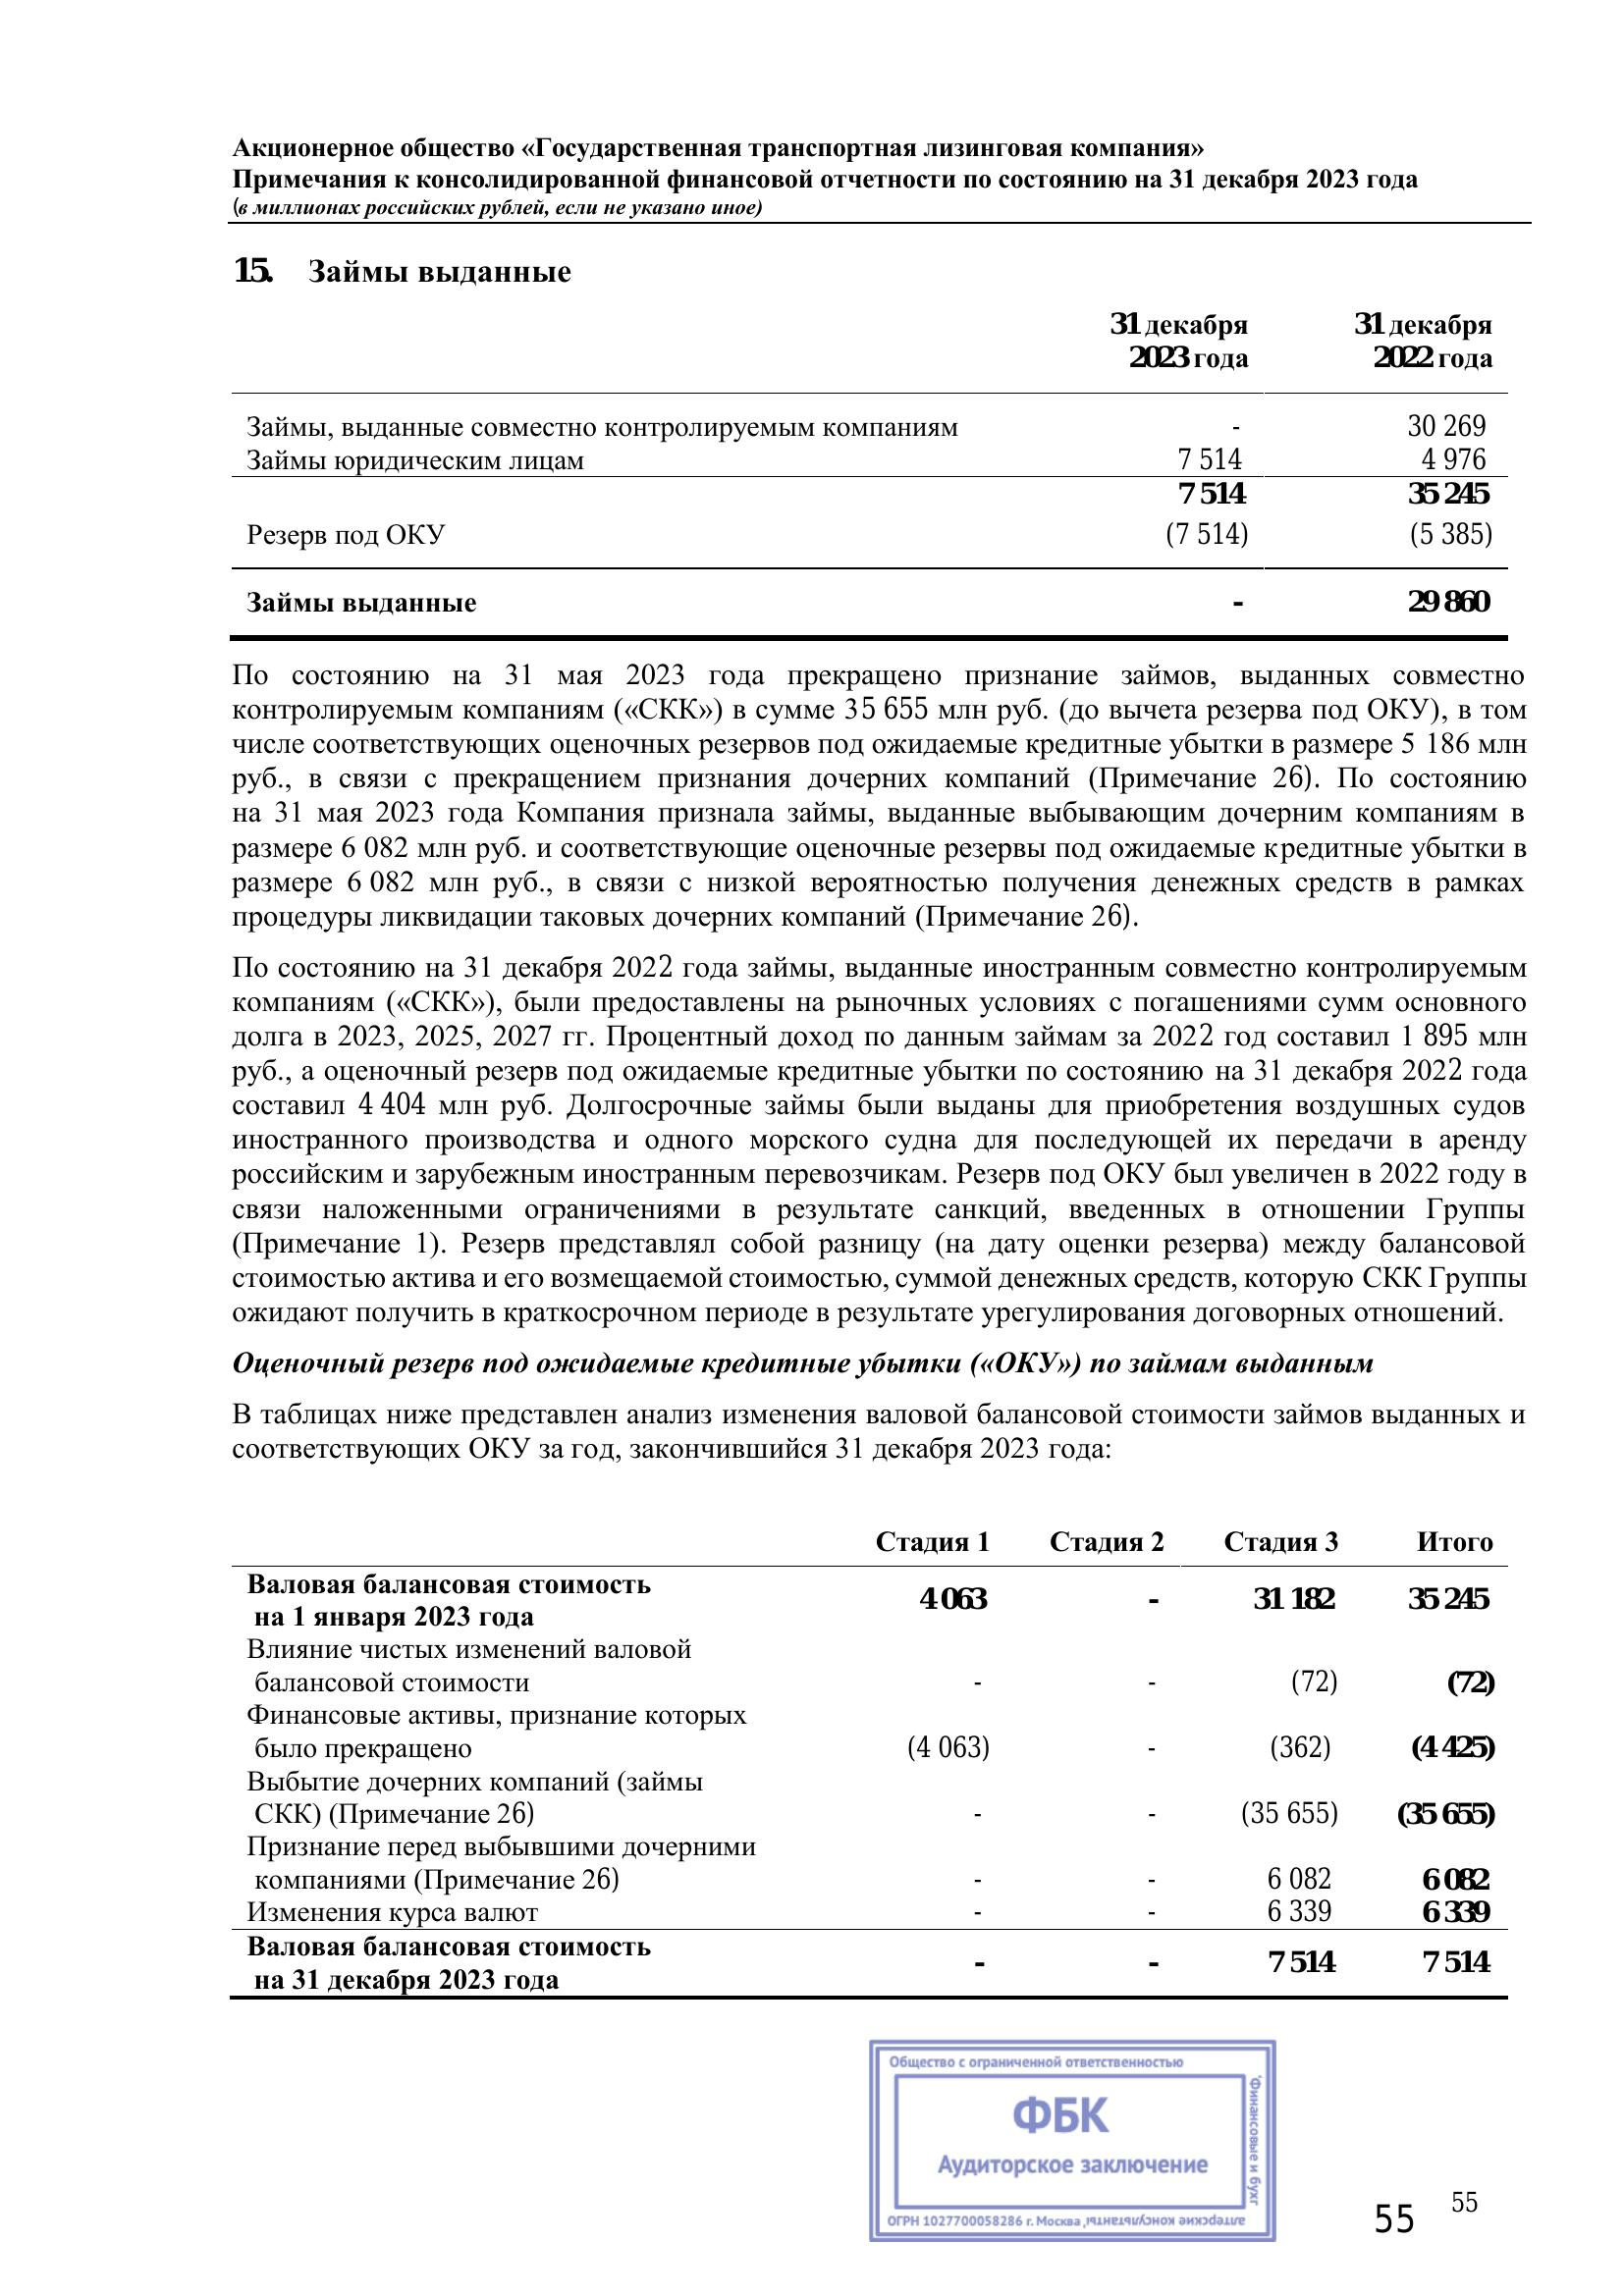 Акционерное общество «Государственная транспортная лизинговая компания»
Примечания к консолидированной финансовой отчетности по состоянию на 31 декабря 2023 года
(в миллионах российских рублей, если не указано иное)
15. Займы выданные
31 декабря 2023 года 31 декабря 2022 года
Займы, выданные совместно контролируемым компаниям - 30 269
Займы юридическим лицам 7 514 4 976
7 514 35 245
Резерв под ОКУ (7 514) (5 385)
Займы выданные - 29 860
По состоянию на 31 мая 2023 года прекращено признание займов, выданных совместно
контролируемым компаниям («СКК») в сумме 35 655 млн руб. (до вычета резерва под ОКУ), в том
числе соответствующих оценочных резервов под ожидаемые кредитные убытки в размере 5 186 млн
руб., в связи с прекращением признания дочерних компаний (Примечание 26). По состоянию
на 31 мая 2023 года Компания признала займы, выданные выбывающим дочерним компаниям в
размере 6 082 млн руб. и соответствующие оценочные резервы под ожидаемые кредитные убытки в
размере 6 082 млн руб., в связи с низкой вероятностью получения денежных средств в рамках
процедуры ликвидации таковых дочерних компаний (Примечание 26).
По состоянию на 31 декабря 2022 года займы, выданные иностранным совместно контролируемым
компаниям («СКК»), были предоставлены на рыночных условиях с погашениями сумм основного
долга в 2023, 2025, 2027 гг. Процентный доход по данным займам за 2022 год составил 1 895 млн
руб., а оценочный резерв под ожидаемые кредитные убытки по состоянию на 31 декабря 2022 года
составил 4 404 млн руб. Долгосрочные займы были выданы для приобретения воздушных судов
иностранного производства и одного морского судна для последующей их передачи в аренду
российским и зарубежным иностранным перевозчикам. Резерв под ОКУ был увеличен в 2022 году в
связи наложенными ограничениями в результате санкций, введенных в отношении Группы
(Примечание 1). Резерв представлял собой разницу (на дату оценки резерва) между балансовой
стоимостью актива и его возмещаемой стоимостью, суммой денежных средств, которую СКК Группы
ожидают получить в краткосрочном периоде в результате урегулирования договорных отношений.
Оценочный резерв под ожидаемые кредитные убытки («ОКУ») по займам выданным
В таблицах ниже представлен анализ изменения валовой балансовой стоимости займов выданных и
соответствующих ОКУ за год, закончившийся 31 декабря 2023 года:
Стадия 1 Стадия 2 Стадия 3 Итого
Валовая балансовая стоимость
на 1 января 2023 года 4 063 - 31 182 35 245
Влияние чистых изменений валовой
балансовой стоимости - - (72) (72)
Финансовые активы, признание которых
было прекращено (4 063) - (362) (4 425)
Выбытие дочерних компаний (займы
СКК) (Примечание 26) - - (35 655) (35 655)
Признание перед выбывшими дочерними
компаниями (Примечание 26) - - 6 082 6 082
Изменения курса валют - - 6 339 6 339
Валовая балансовая стоимость
на 31 декабря 2023 года - - 7 514 7 514
Общество с ограниченной ответственностью
"Финансовые и бухг
алтерские консультанты"
ФБК
Аудиторское заключение
ОГРН 1027700058286 г. Москва
55
55